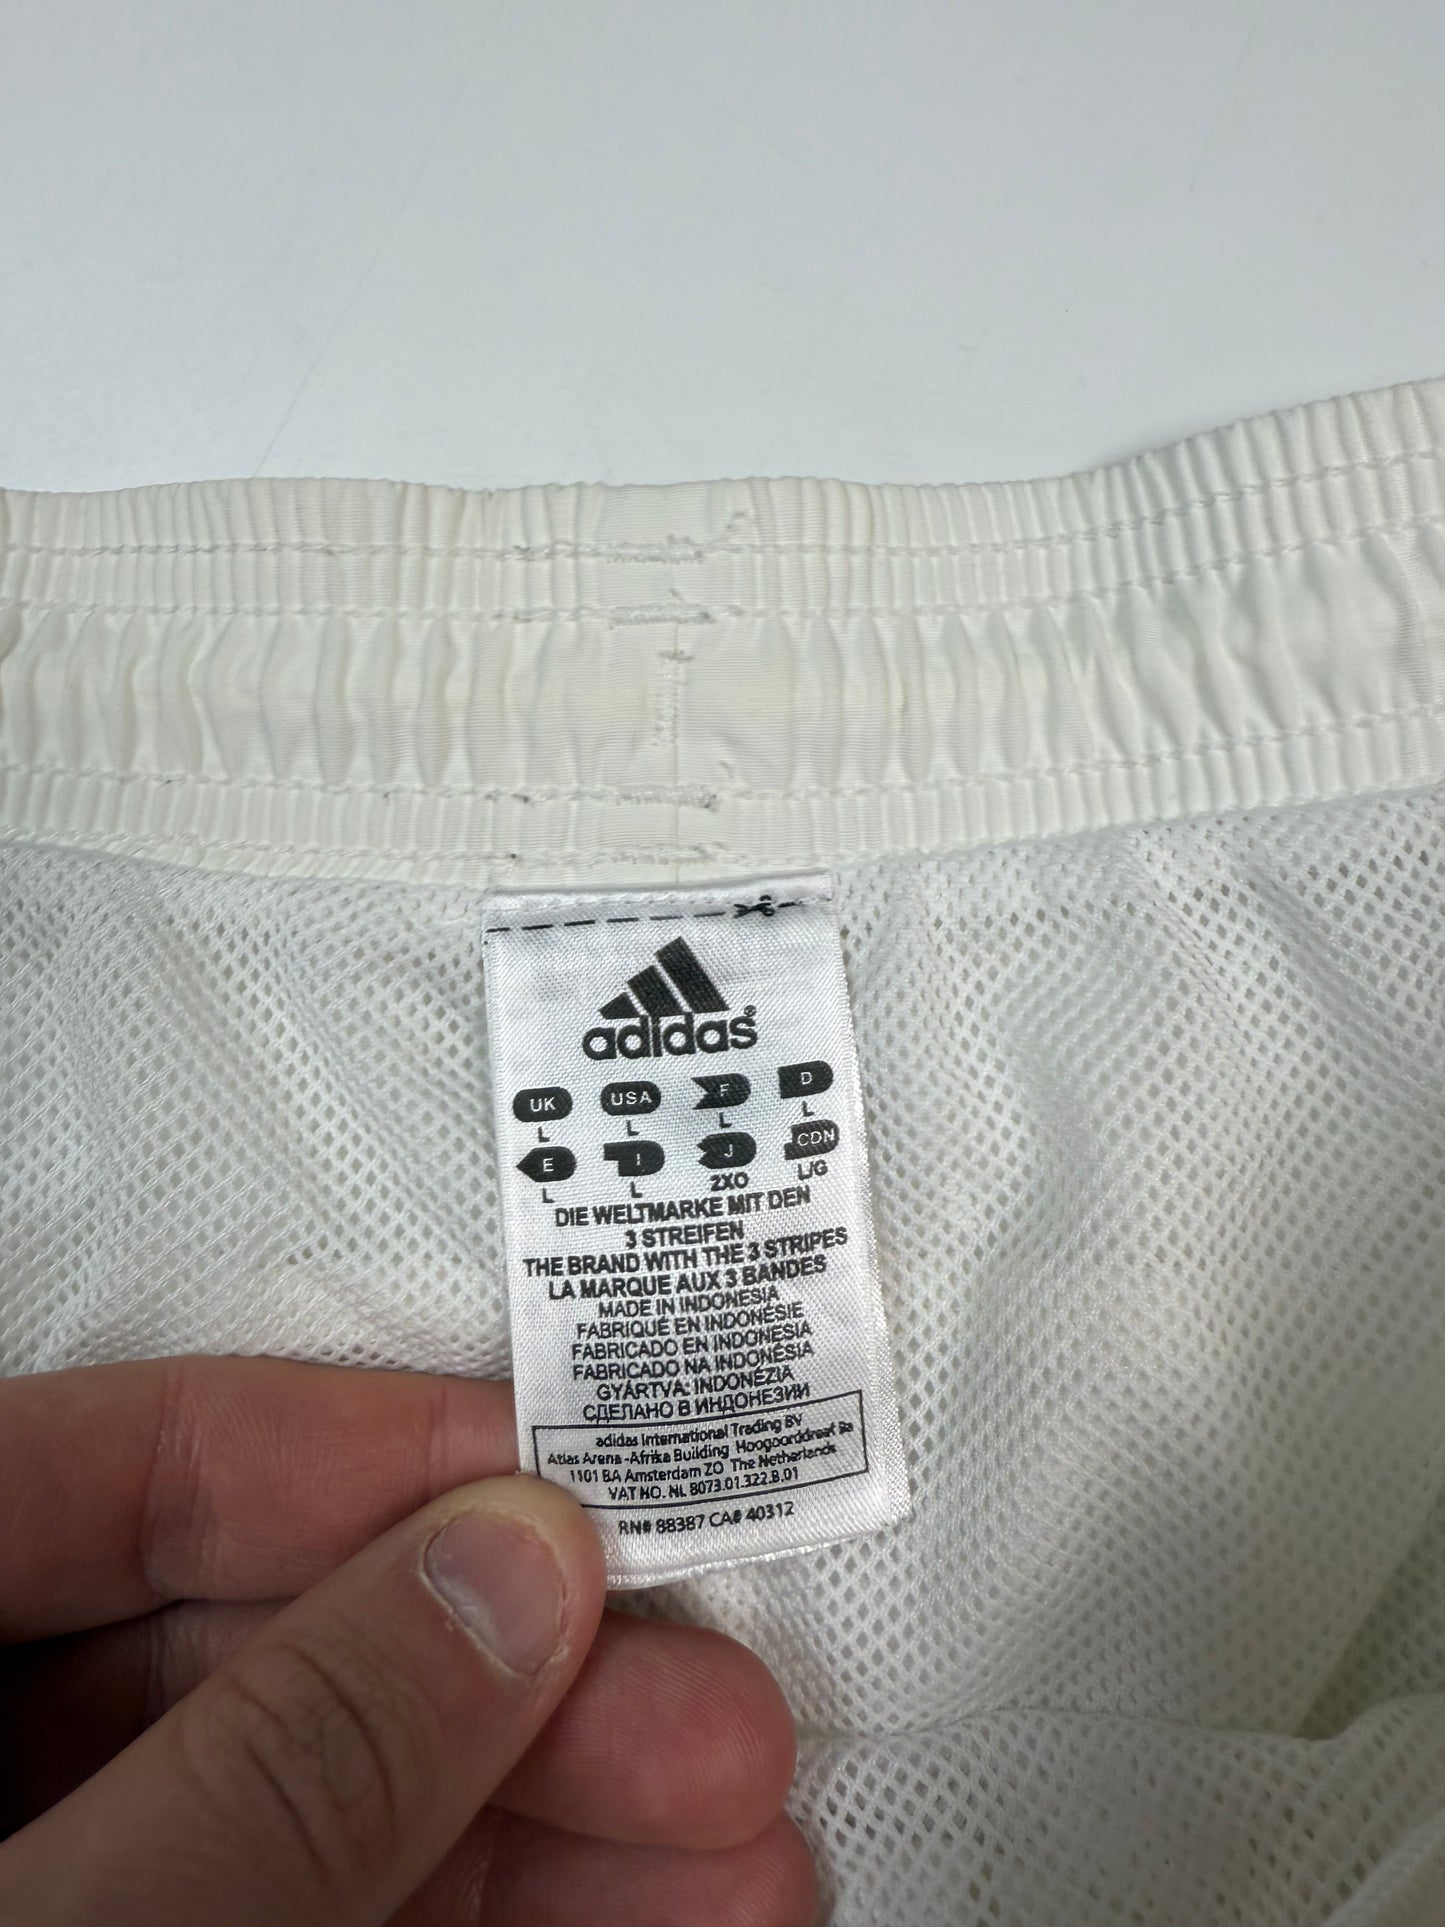 adidas®
UK USA F D
L L L L
E I J CDN
L L 2XO L/G
DIE WELTMARKE MIT DEN
3 STREIFEN
THE BRAND WITH THE 3 STRIPES
LA MARQUE AUX 3 BANDES
MADE IN INDONESIA
FABRIQUÉ EN INDONÉSIE
FABRICADO EN INDONESIA
FABRICADO NA INDONÉSIA
GYÁRTVA: INDONÉZIA
СДЕЛАНО В ИНДОНЕЗИИ
adidas International Trading BV
Atlas Arena -Afrika Building Hoogoorddreef 9a
1101 BA Amsterdam ZO The Netherlands
VAT NO. NL 8073.01.322.B.01
RN# 88387 CA# 40312